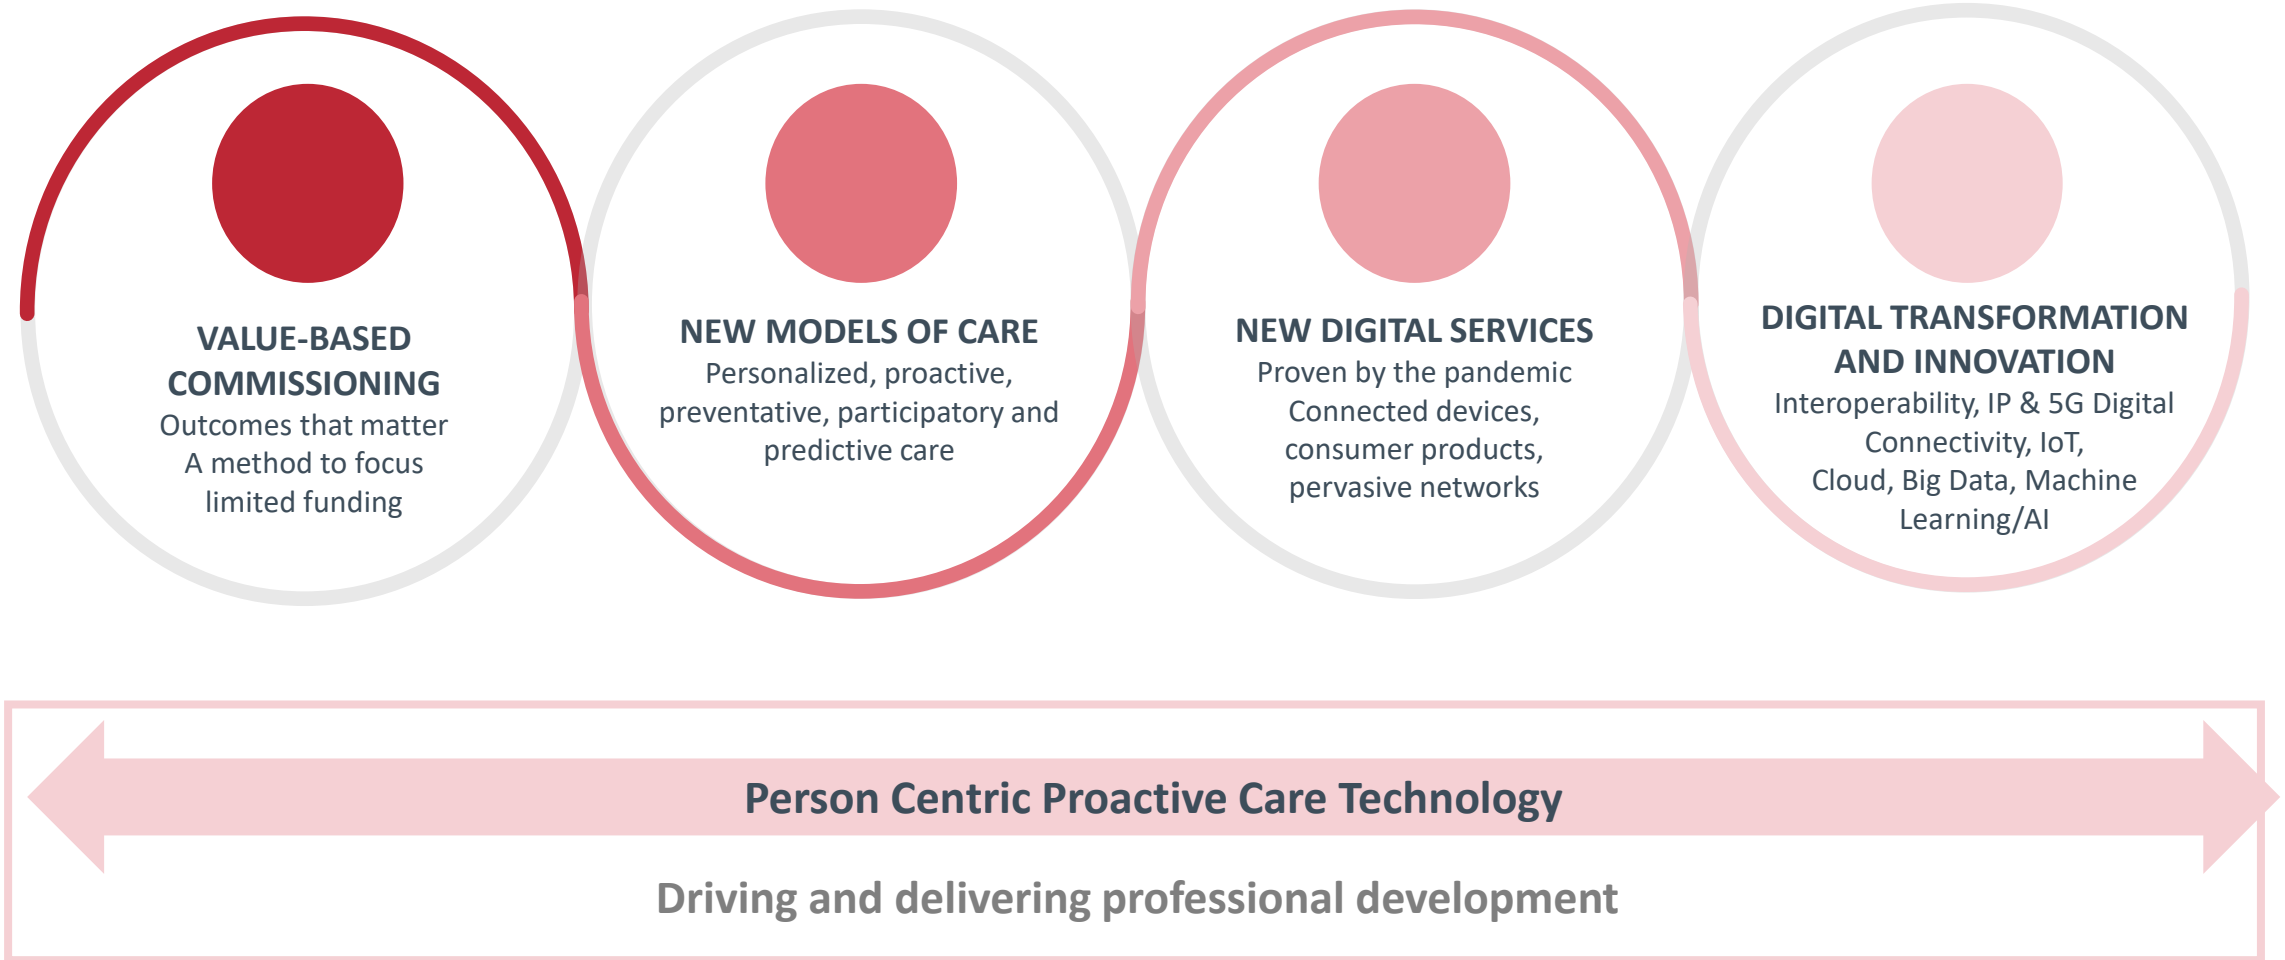 VALUE-BASED
COMMISSIONING
Outcomes that matter
A method to focus
limited funding
NEW MODELS OF CARE
Personalized, proactive,
preventative, participatory and
predictive care
NEW DIGITAL SERVICES
Proven by the pandemic
Connected devices,
consumer products,
pervasive networks
DIGITAL TRANSFORMATION
AND INNOVATION
Interoperability, IP & 5G Digital
Connectivity, IoT,
Cloud, Big Data, Machine
Learning/AI
Person Centric Proactive Care Technology
Driving and delivering professional development